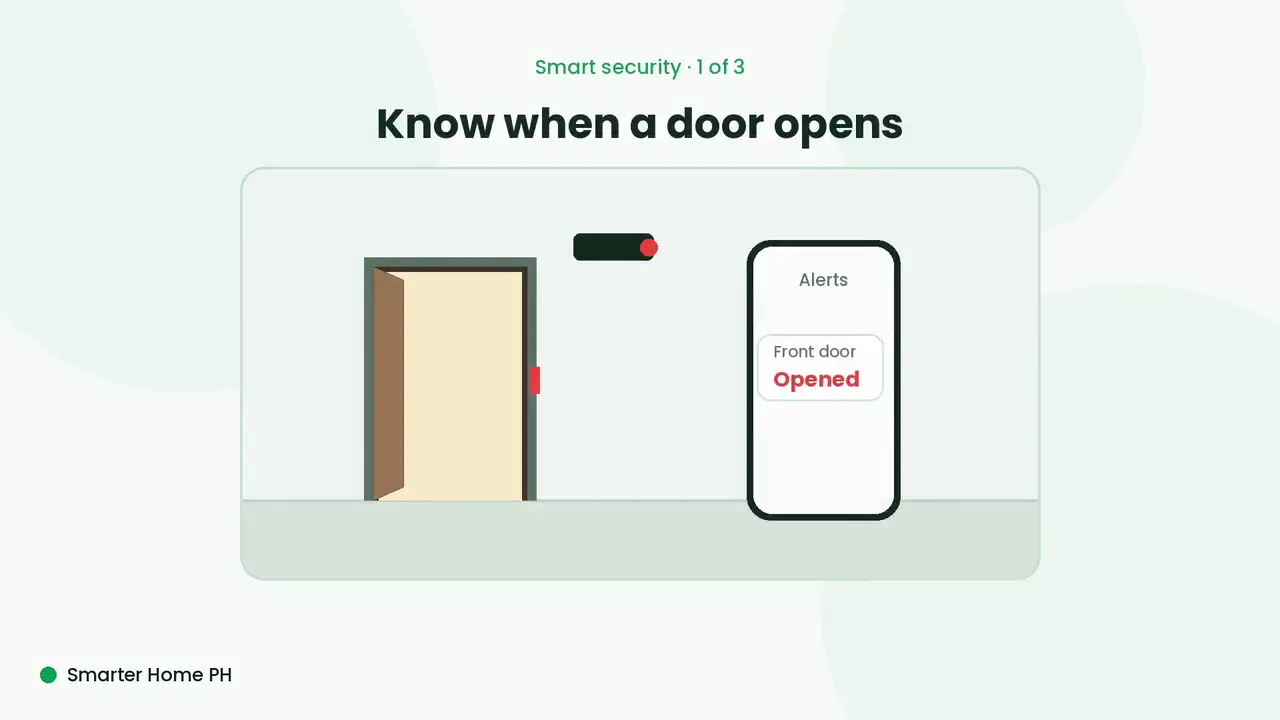 Smart security · 1 of 3
Know when a door opens
Alerts
Front door
Opened
Smarter Home PH